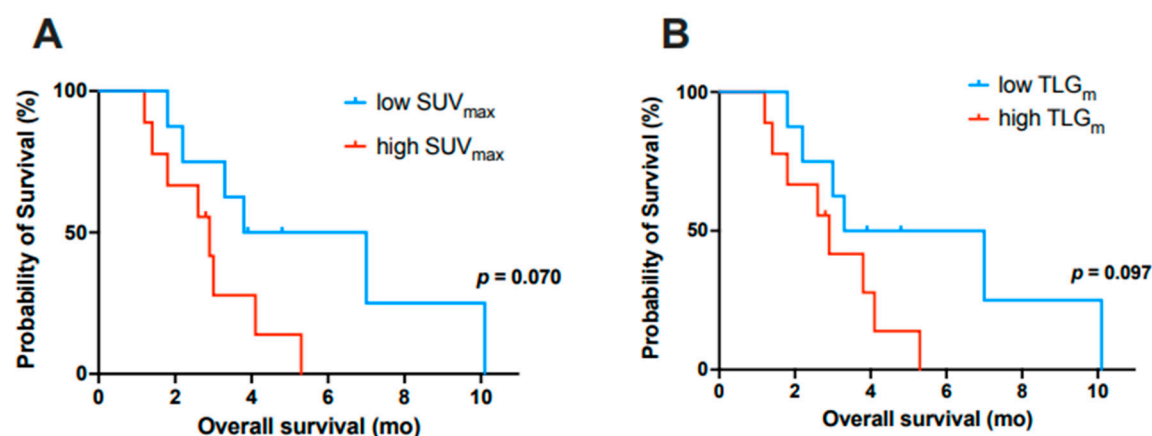 A
Probability of Survival (%)
100
50
0
0 2 4 6 8 10
Overall survival (mo)
low SUVmax
high SUVmax
p = 0.070
B
Probability of Survival (%)
100
50
0
0 2 4 6 8 10
Overall survival (mo)
low TLGm
high TLGm
p = 0.097